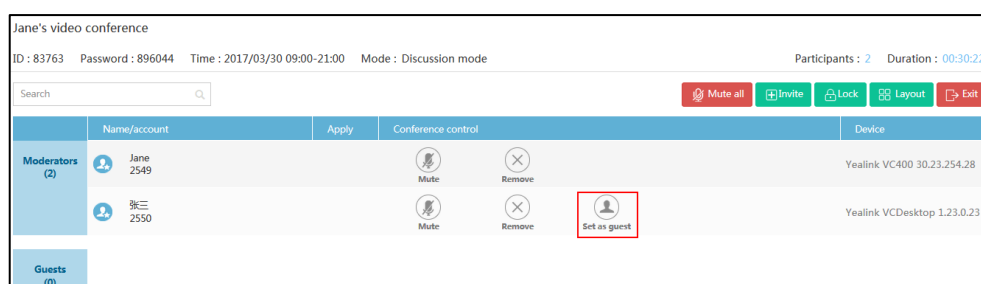 Jane's video conference
ID : 83763 Password : 896044 Time : 2017/03/30 09:00-21:00 Mode : Discussion mode Participants : 2 Duration : 00:30:22
Search Mute all Invite Lock Layout Exit
Name/account Apply Conference control Device
Moderators (2)
Jane
2549
Mute Remove
Yealink VC400 30.23.254.28
张三
2550
Mute Remove Set as guest
Yealink VCDesktop 1.23.0.23
Guests
(0)